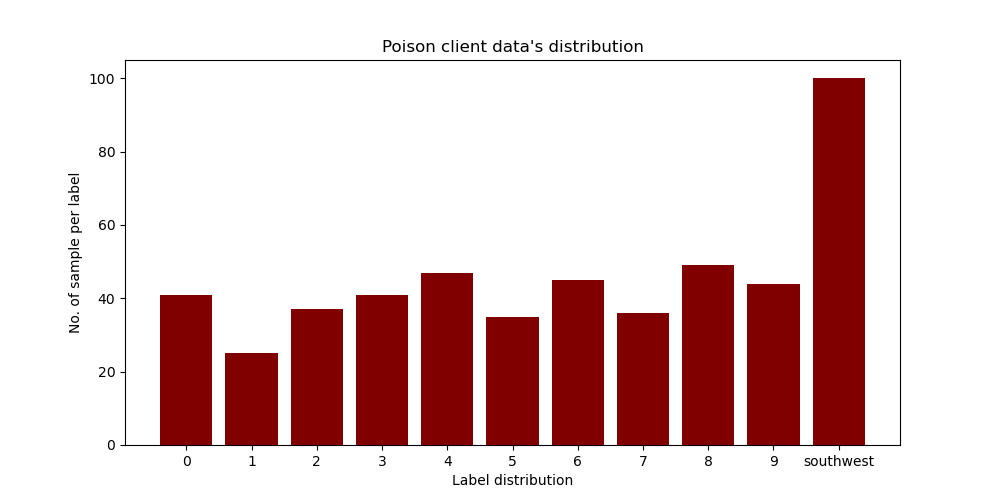 Poison client data's distribution
No. of sample per label
100
80
60
40
20
0
0 1 2 3 4 5 6 7 8 9 southwest
Label distribution